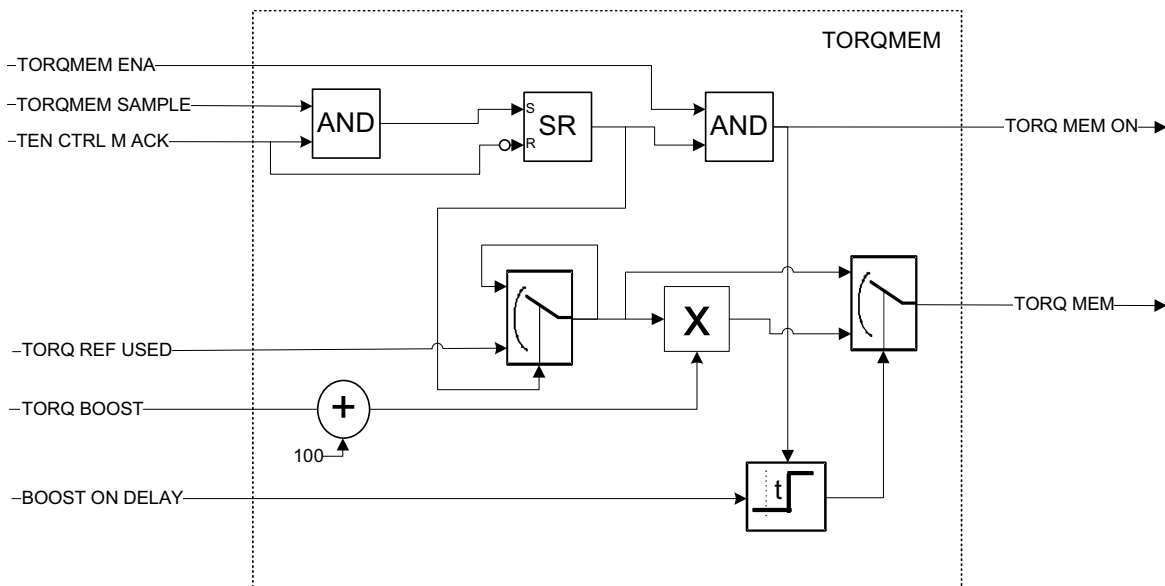 TORQMEM
TORQMEM ENA
TORQMEM SAMPLE
TEN CTRL M ACK
AND
S
R
SR
AND
TORQ MEM ON
X
TORQ MEM
TORQ REF USED
TORQ BOOST
+
100
BOOST ON DELAY
t